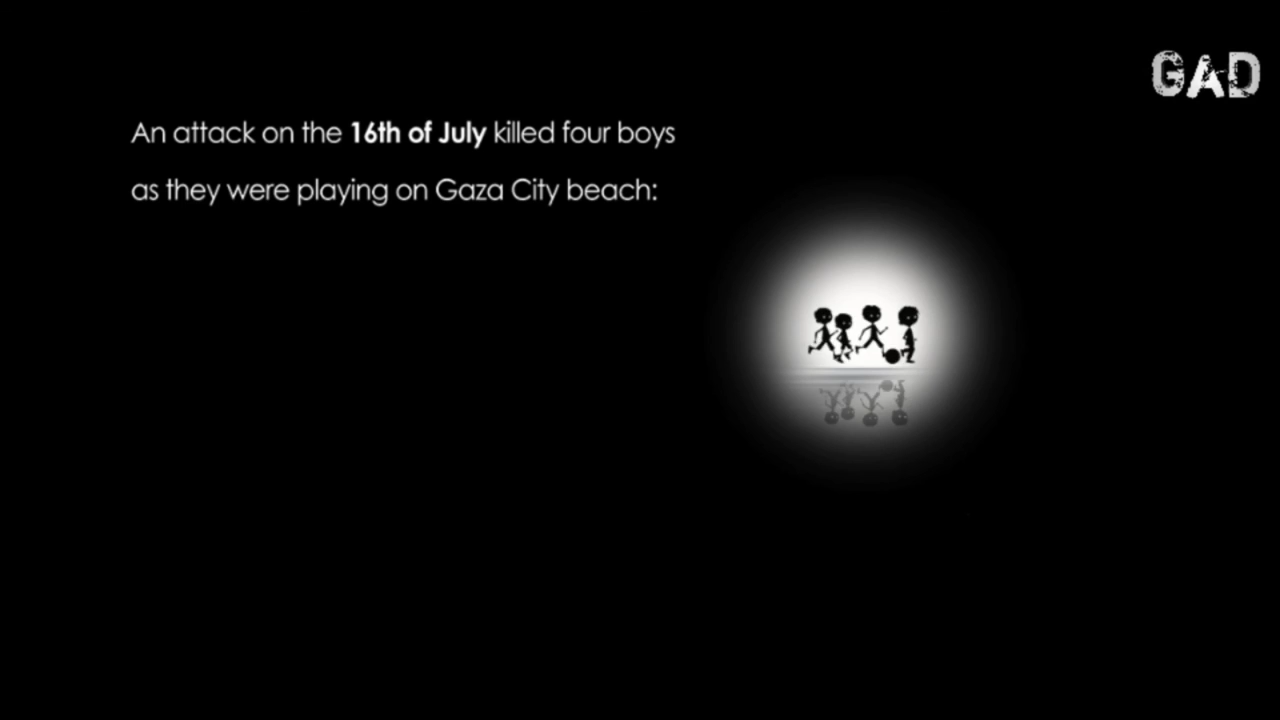 GAD
An attack on the 16th of July killed four boys
as they were playing on Gaza City beach: